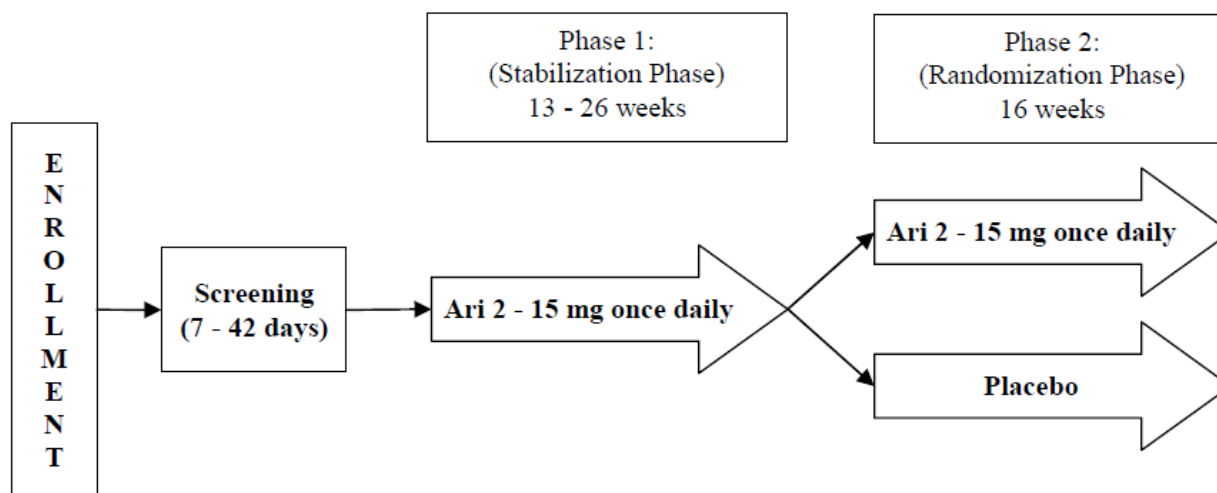 Phase 1:
(Stabilization Phase)
13 - 26 weeks
Phase 2:
(Randomization Phase)
16 weeks
ENROLLMENT
Screening
(7 - 42 days)
Ari 2 - 15 mg once daily
Ari 2 - 15 mg once daily
Placebo